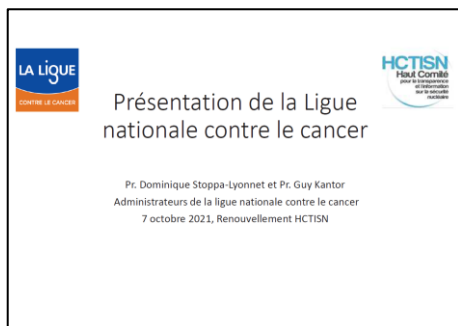 LA LIGUE
CONTRE LE CANCER
HCTISN
Haut Comité
pour la transparence
et l'information
sur la sécurité
nucléaire
Présentation de la Ligue
nationale contre le cancer
Pr. Dominique Stoppa-Lyonnet et Pr. Guy Kantor
Administrateurs de la ligue nationale contre le cancer
7 octobre 2021, Renouvellement HCTISN